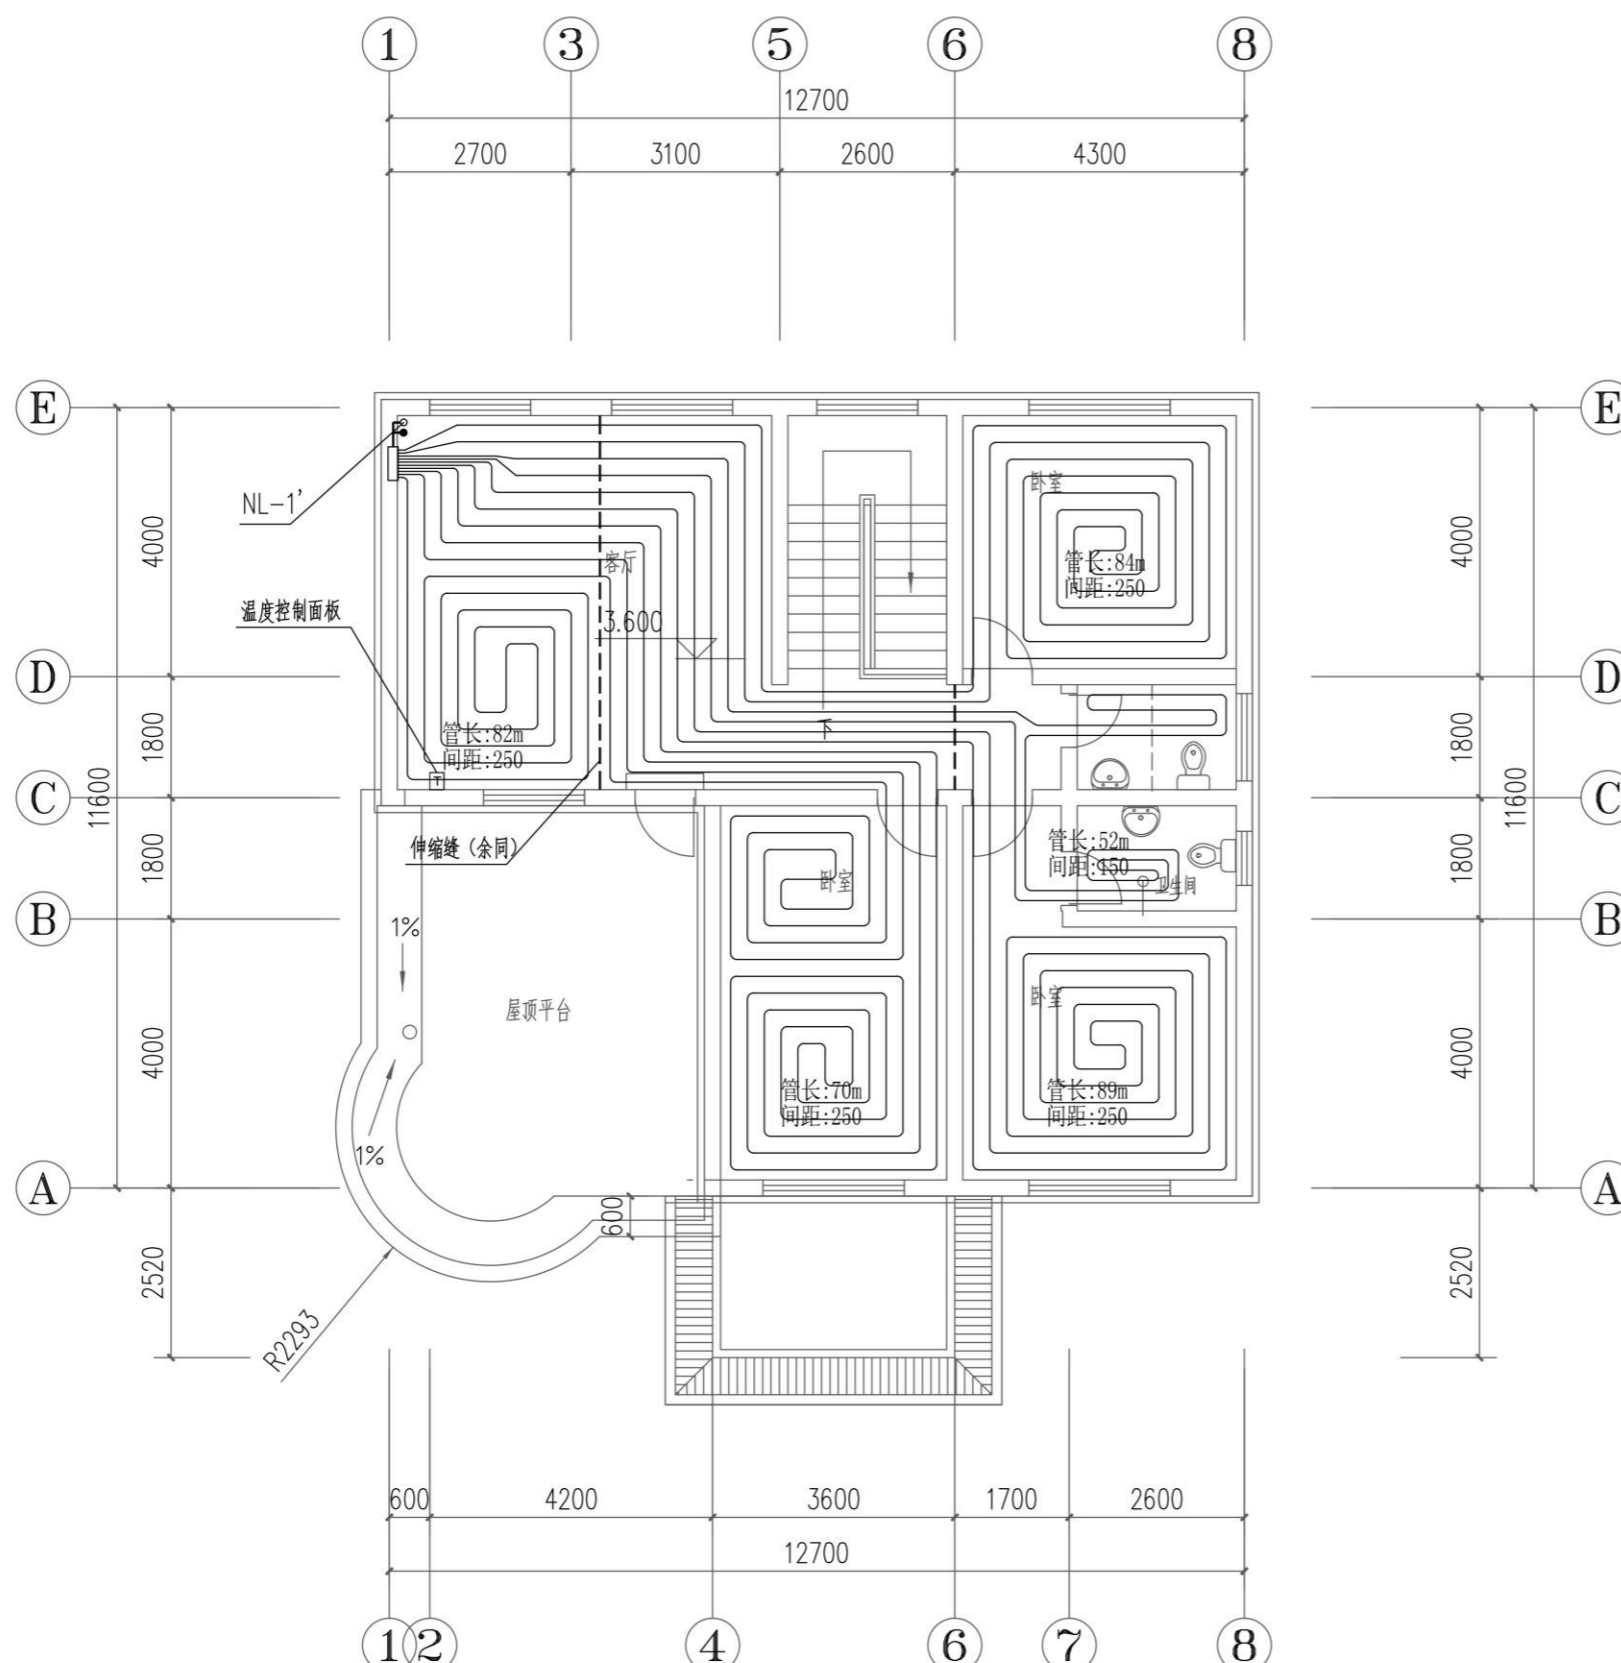 1 3 5 6 8
12700
2700 3100 2600 4300
E E
NL-1'
4000 4000
卧室
客厅
管长:84m
间距:250
温度控制面板
3.600
D D
管长:82m
间距:250
下
1800 1800
T
C C
11600 11600
伸缩缝（余同）
管长:52m
间距:150
1800 1800
卧室
卫生间
B B
1%
屋顶平台
卧室
4000 4000
管长:70m
间距:250
管长:89m
间距:250
1%
A A
600
2520 2520
R2293
600 4200 3600 1700 2600
12700
1 2 4 6 7 8